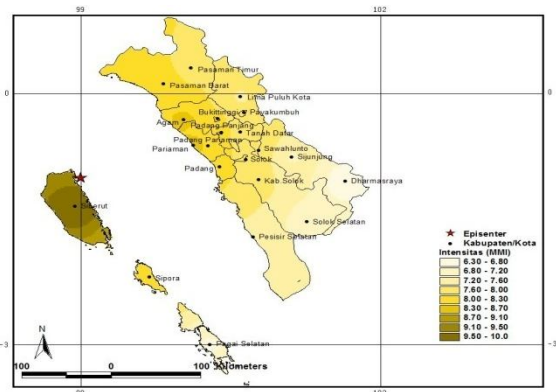 99
102
0
0
Pasaman Timur
Pasaman Barat
Lima Puluh Kota
Bukittinggi Payakumbuh
Agam
Padang Panjang
Tanah Datar
Padang Pariaman
Pariaman
Sawahlunto
Solok
Sijunjung
Padang
Kab.Solok
Dharmasraya
Siberut
Solok Selatan
Pesisir Selatan
Episenter
Kabupaten/Kota
Intensitas (MMI)
6.30 - 6.80
6.80 - 7.20
7.20 - 7.60
7.60 - 8.00
8.00 - 8.30
8.30 - 8.70
8.70 - 9.10
9.10 - 9.50
9.50 - 10.0
Sipora
N
-3
-3
Pagai Selatan
100
0
100 Kilometers
99
102